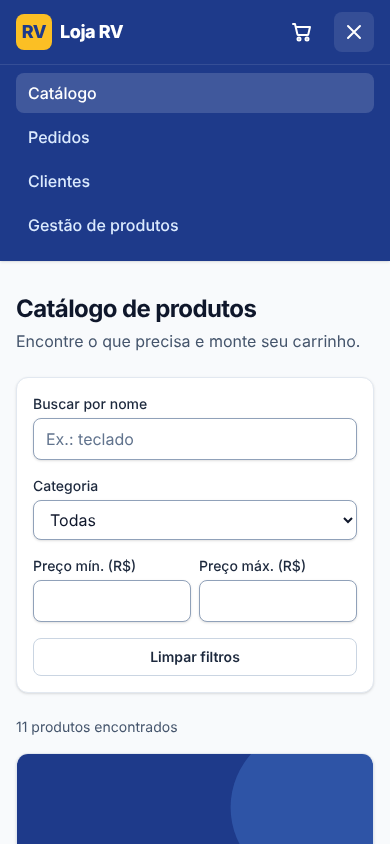 RV Loja RV
Catálogo
Pedidos
Clientes
Gestão de produtos
Catálogo de produtos
Encontre o que precisa e monte seu carrinho.
Buscar por nome
Ex.: teclado
Categoria
Todas
Preço mín. (R$) Preço máx. (R$)
Limpar filtros
11 produtos encontrados